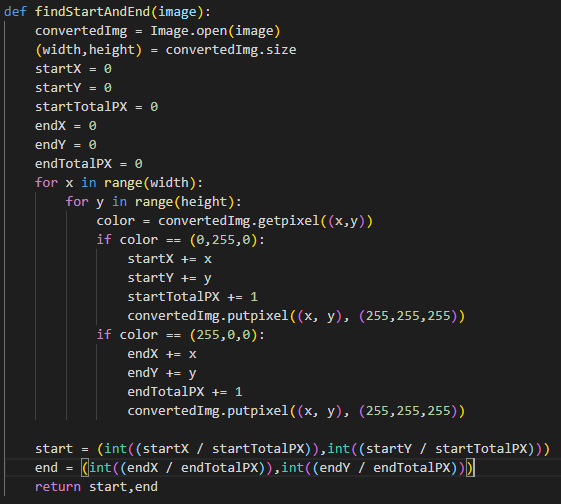 def findStartAndEnd(image):
    convertedImg = Image.open(image)
    (width,height) = convertedImg.size
    startX = 0
    startY = 0
    startTotalPX = 0
    endX = 0
    endY = 0
    endTotalPX = 0
    for x in range(width):
        for y in range(height):
            color = convertedImg.getpixel((x,y))
            if color == (0,255,0):
                startX += x
                startY += y
                startTotalPX += 1
                convertedImg.putpixel((x, y), (255,255,255))
            if color == (255,0,0):
                endX += x
                endY += y
                endTotalPX += 1
                convertedImg.putpixel((x, y), (255,255,255))

    start = (int((startX / startTotalPX)),int((startY / startTotalPX)))
    end = (int((endX / endTotalPX)),int((endY / endTotalPX)))
    return start,end